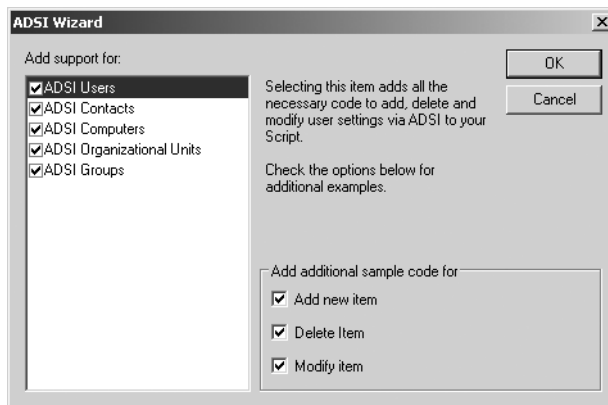 ADSI Wizard
Add support for:
ADSI Users
ADSI Contacts
ADSI Computers
ADSI Organizational Units
ADSI Groups
Selecting this item adds all the
necessary code to add, delete and
modify user settings via ADSI to your
Script.
Check the options below for
additional examples.
OK
Cancel
Add additional sample code for
Add new item
Delete Item
Modify item